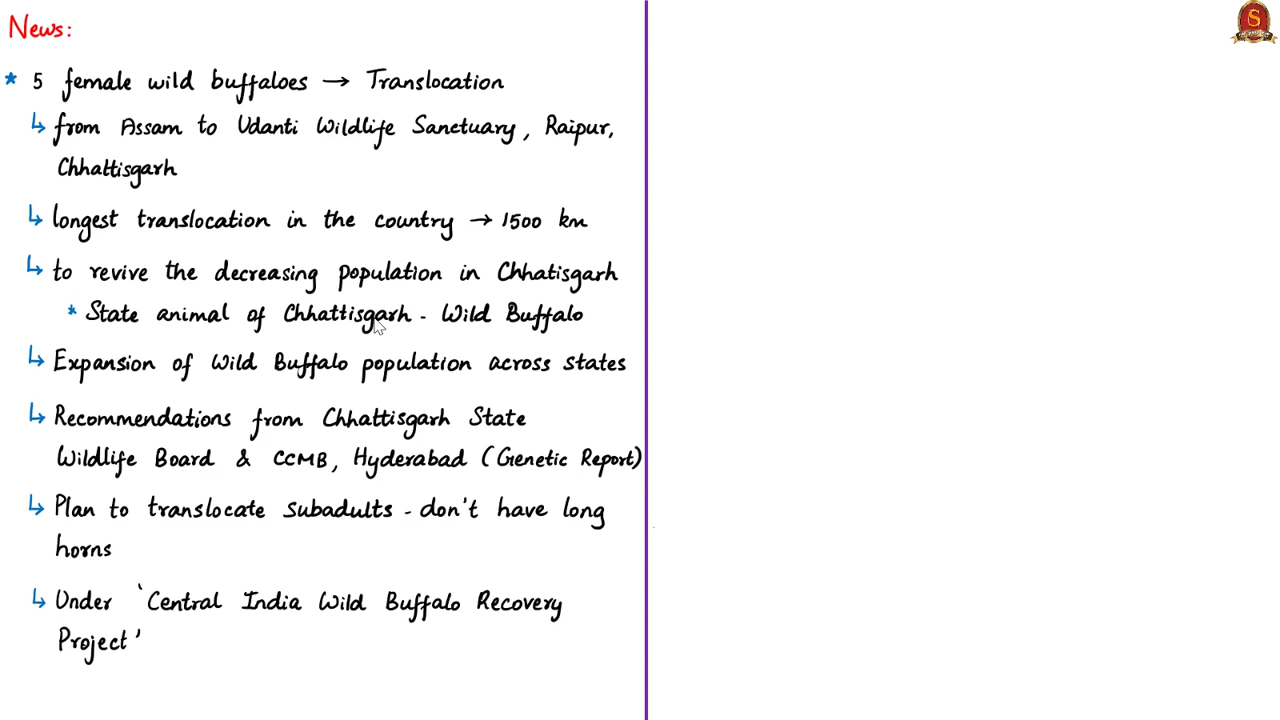 News:
* 5 female wild buffaloes → Translocation
↳ from Assam to Udanti Wildlife Sanctuary, Raipur,
Chhattisgarh
↳ longest translocation in the country → 1500 km
↳ to revive the decreasing population in Chhatisgarh
* State animal of Chhattisgarh - Wild Buffalo
↳ Expansion of Wild Buffalo population across states
↳ Recommendations from Chhattisgarh State
Wildlife Board & CCMB, Hyderabad (Genetic Report)
↳ Plan to translocate subadults - don't have long
horns
↳ Under 'Central India Wild Buffalo Recovery
Project'
S